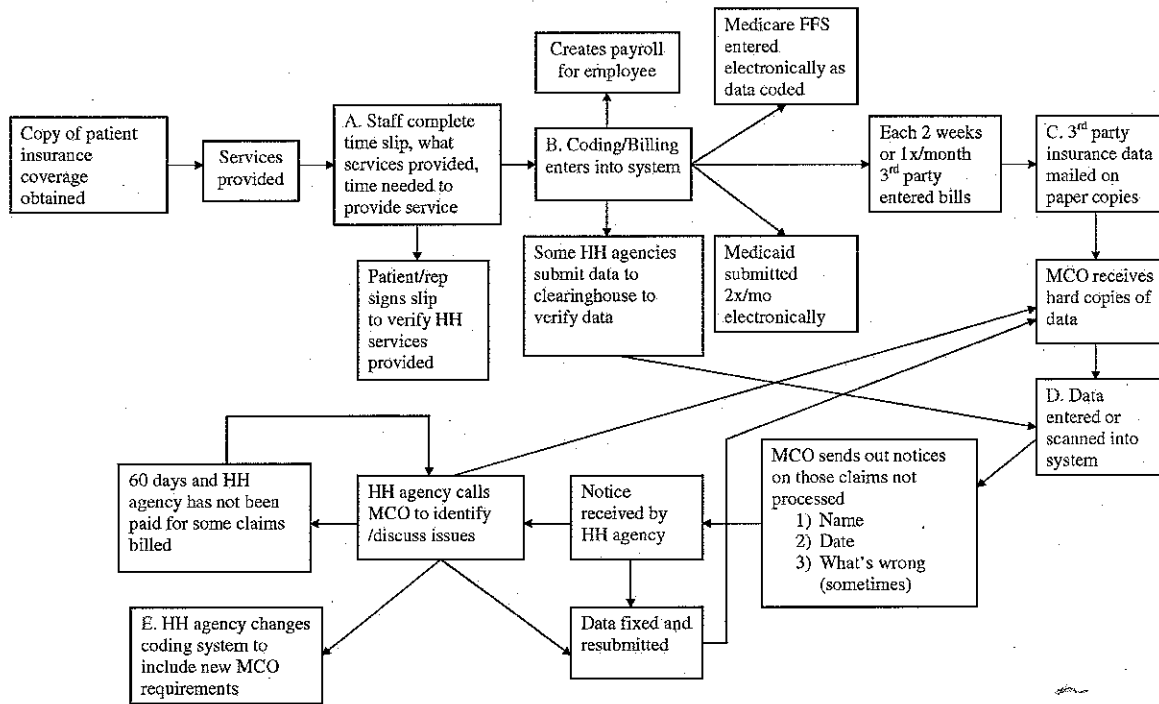 Copy of patient
insurance
coverage
obtained
Services
provided
A. Staff complete
time slip, what
services provided,
time needed to
provide service
Patient/rep
signs slip
to verify HH
services
provided
Creates payroll
for employee
B. Coding/Billing
enters into system
Some HH agencies
submit data to
clearinghouse to
verify data
Medicare FFS
entered
electronically as
data coded
Medicaid
submitted
2x/mo
electronically
Each 2 weeks
or 1x/month
3rd party
entered bills
C. 3rd party
insurance data
mailed on
paper copies
MCO receives
hard copies of
data
D. Data
entered or
scanned into
system
MCO sends out notices
on those claims not
processed
1) Name
2) Date
3) What's wrong
(sometimes)
Notice
received by
HH agency
Data fixed and
resubmitted
HH agency calls
MCO to identify
/discuss issues
60 days and HH
agency has not been
paid for some claims
billed
E. HH agency changes
coding system to
include new MCO
requirements